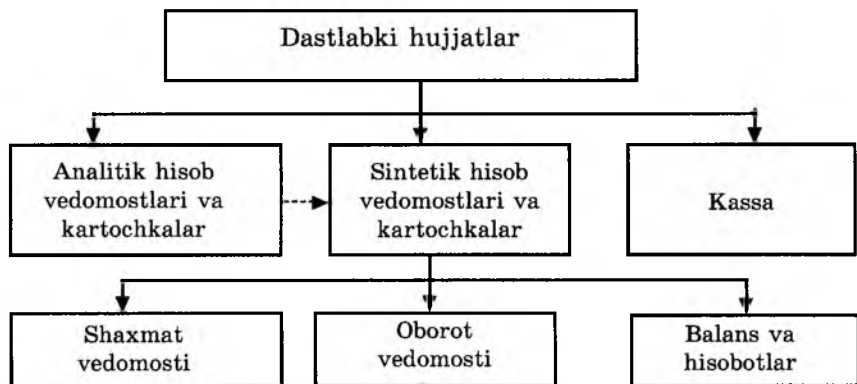 Dastlabki hujjatlar
Analitik hisob
vedomostlari va
kartochkalar
Sintetik hisob
vedomostlari va
kartochkalar
Kassa
Shaxmat
vedomosti
Oborot
vedomosti
Balans va
hisobotlar